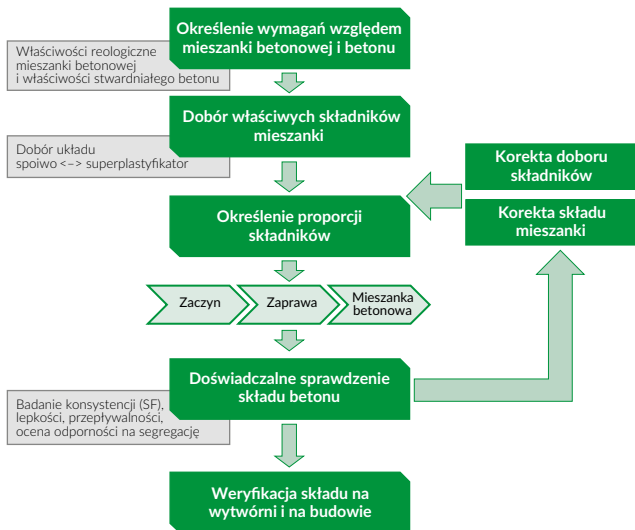 Określenie wymagań względem
mieszanki betonowej i betonu
Właściwości reologiczne
mieszanki betonowej
i właściwości stwardniałego betonu
Dobór właściwych składników
mieszanki
Dobór układu
spoiwo <–> superplastyfikator
Korekta doboru
składników
Korekta składu
mieszanki
Określenie proporcji
składników
Zaczyn
Zaprawa
Mieszanka
betonowa
Doświadczalne sprawdzenie
składu betonu
Badanie konsystencji (SF),
lepkości, przepływalności,
ocena odporności na segregację
Weryfikacja składu na
wytwórni i na budowie